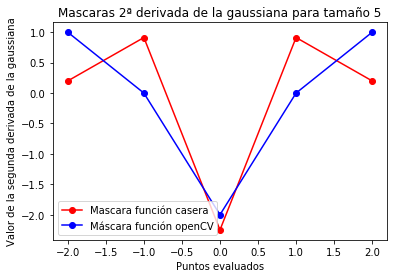 Mascaras 2ª derivada de la gaussiana para tamaño 5
Valor de la segunda derivada de la gaussiana
1.0
0.5
0.0
−0.5
−1.0
−1.5
−2.0
Mascara función casera
Máscara función openCV
−2.0 −1.5 −1.0 −0.5 0.0 0.5 1.0 1.5 2.0
Puntos evaluados